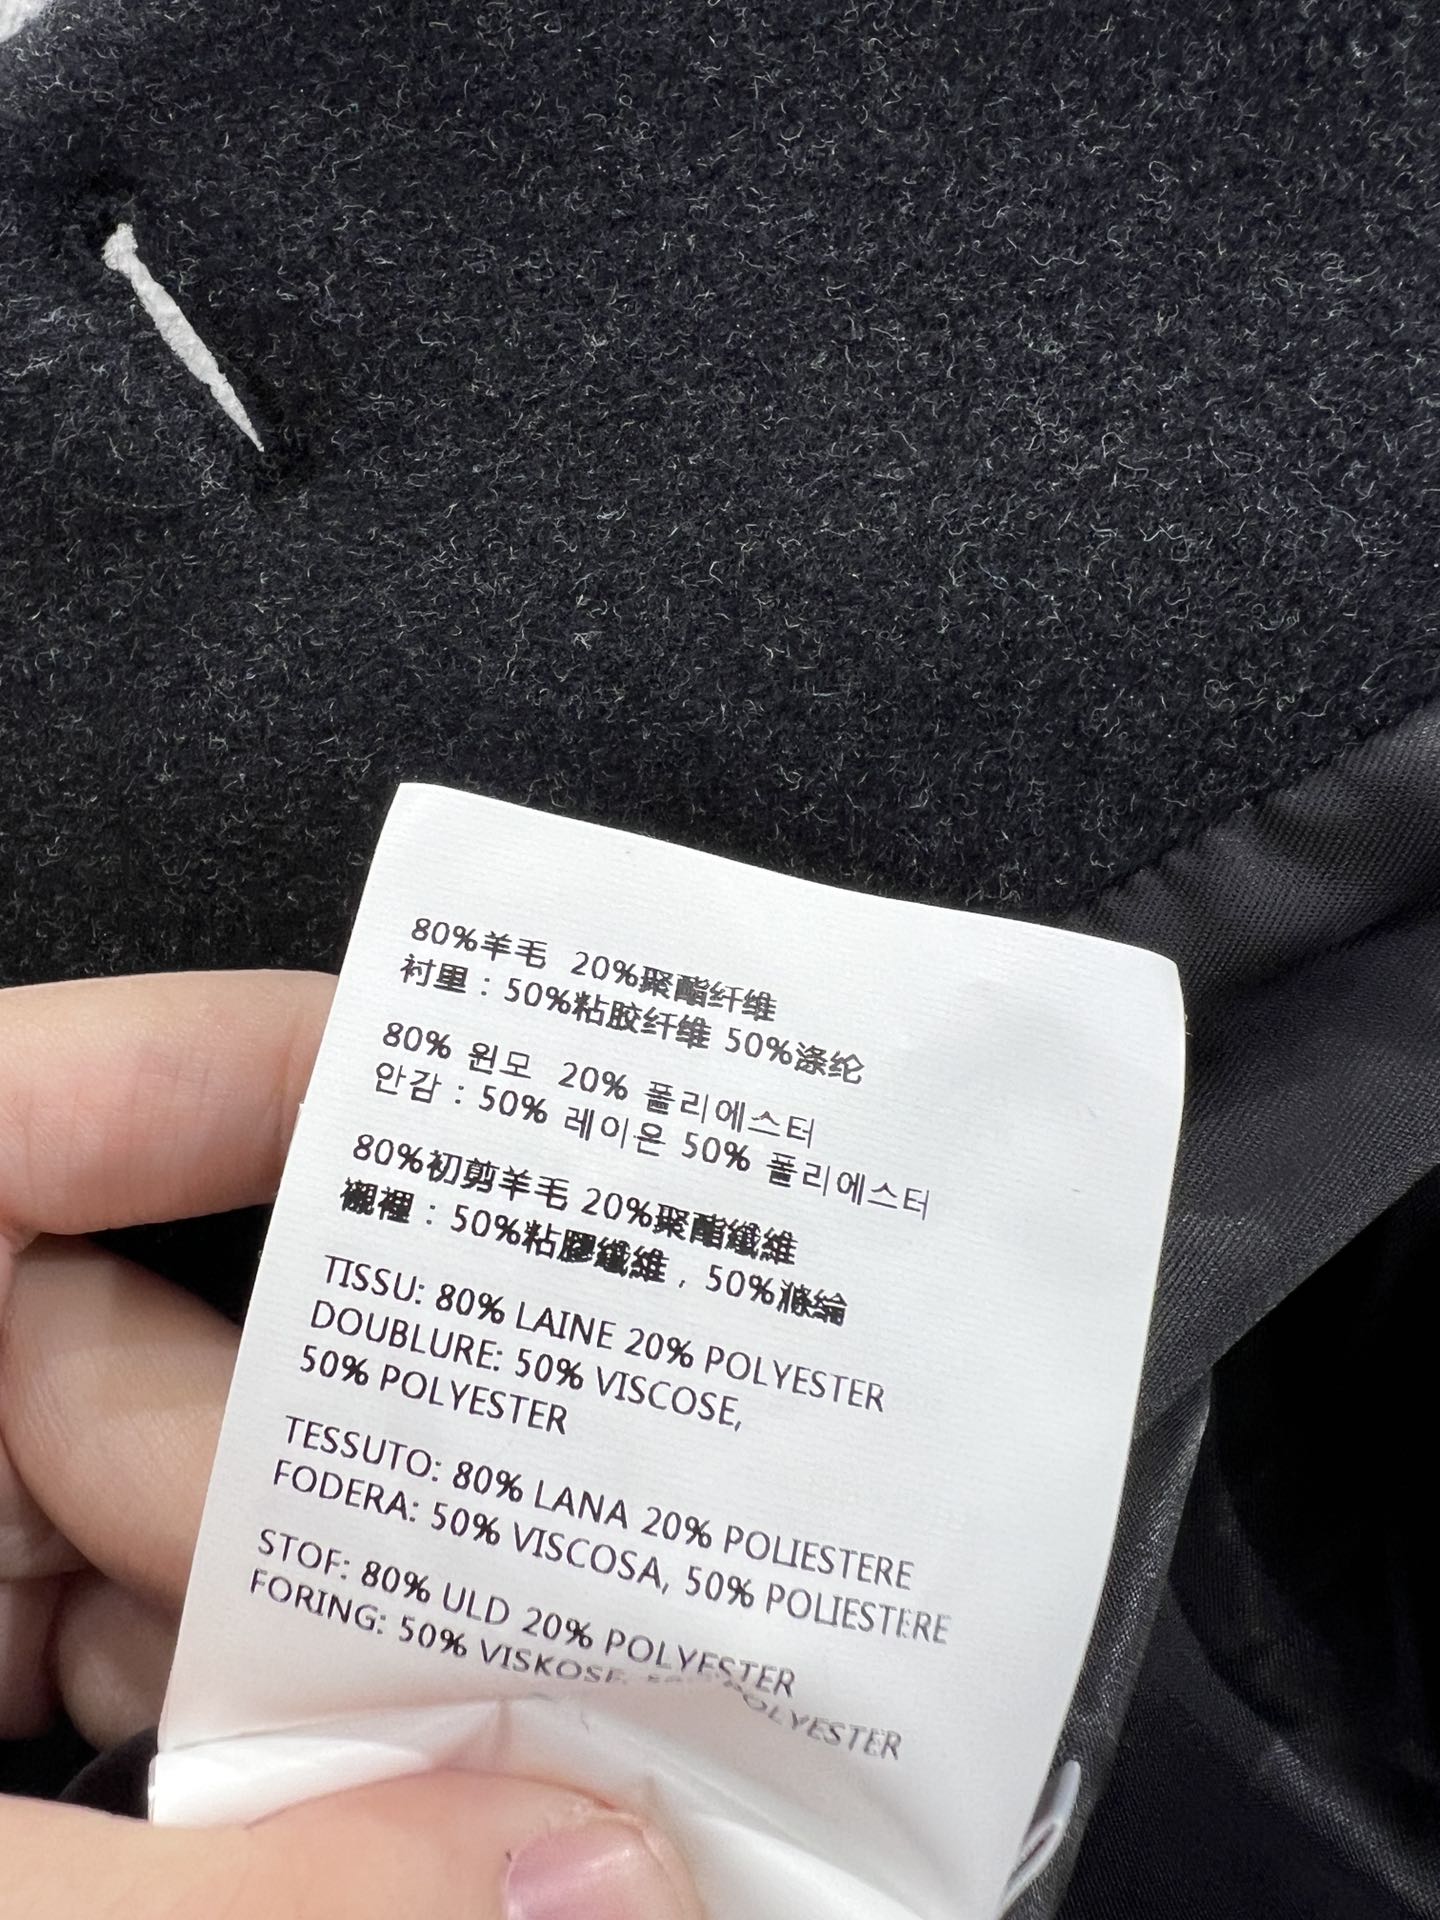 80%羊毛 20%聚酯纤维
衬里：50%粘胶纤维 50%涤纶
80% 원모 20% 폴리에스터
안감 : 50% 레이온 50% 폴리에스터
80%初剪羊毛 20%聚酯纖維
襯裡：50%粘膠纖維，50%滌綸
TISSU: 80% LAINE 20% POLYESTER
DOUBLURE: 50% VISCOSE,
50% POLYESTER
TESSUTO: 80% LANA 20% POLIESTERE
FODERA: 50% VISCOSA, 50% POLIESTERE
STOF: 80% ULD 20% POLYESTER
FORING: 50% VISKOSE, POLYESTER